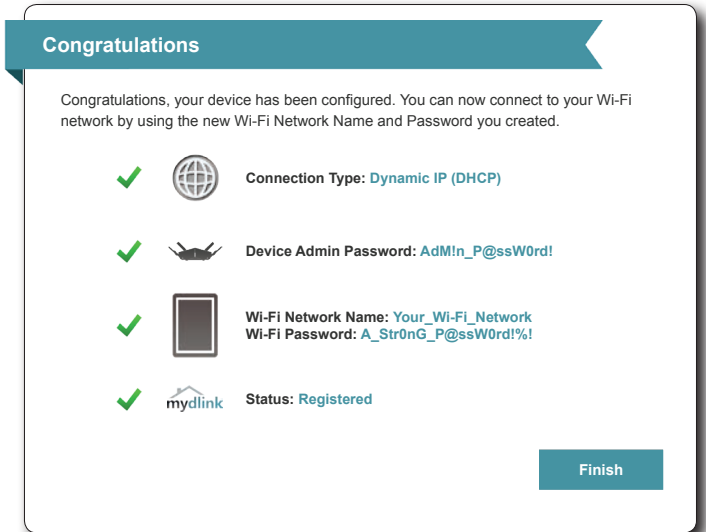 Congratulations
Congratulations, your device has been configured. You can now connect to your Wi-Fi
network by using the new Wi-Fi Network Name and Password you created.
Connection Type: Dynamic IP (DHCP)
Device Admin Password: AdM!n_P@ssW0rd!
Wi-Fi Network Name: Your_Wi-Fi_Network
Wi-Fi Password: A_Str0nG_P@ssW0rd!%!
mydlink Status: Registered
Finish